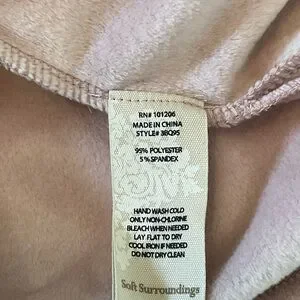 RN# 101206
MADE IN CHINA
STYLE# 3BQ95
95% POLYESTER
5% SPANDEX
HAND WASH COLD
ONLY NON-CHLORINE
BLEACH WHEN NEEDED
LAY FLAT TO DRY
COOL IRON IF NEEDED
DO NOT DRY CLEAN
Soft Surroundings